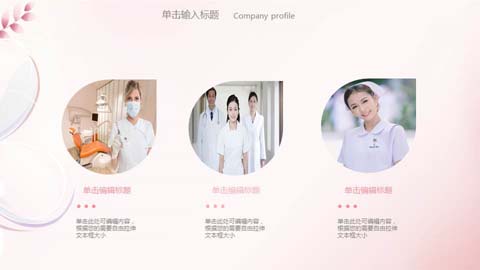 单击输入标题 Company profile
单击编辑标题
单击此处可编辑内容，
根据您的需要自由拉伸
文本框大小
单击编辑标题
单击此处可编辑内容，
根据您的需要自由拉伸
文本框大小
单击编辑标题
单击此处可编辑内容，
根据您的需要自由拉伸
文本框大小